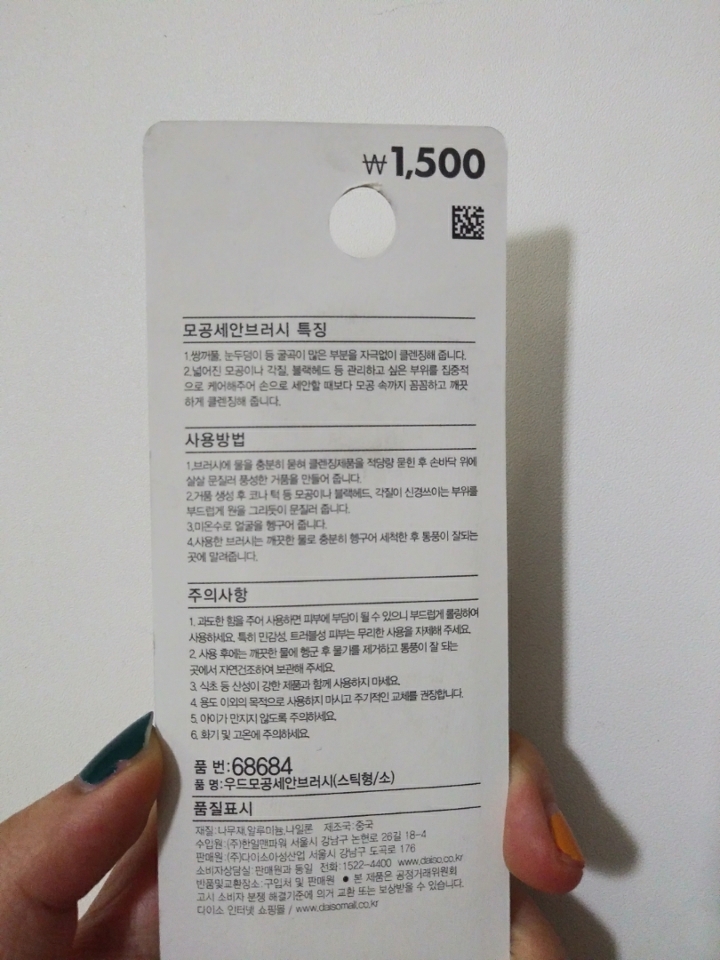 ₩1,500
모공세안브러시 특징
1.쌍꺼풀, 눈두덩이 등 굴곡이 많은 부분을 자극없이 클렌징해 줍니다.
2.넓어진 모공이나 각질, 블랙헤드 등 관리하고 싶은 부위를 집중적
으로 케어해주어 손으로 세안할 때보다 모공 속까지 꼼꼼하고 깨끗
하게 클렌징해 줍니다.
사용방법
1.브러시에 물을 충분히 묻혀 클렌징제품을 적당량 묻힌 후 손바닥 위에
살살 문질러 풍성한 거품을 만들어 줍니다.
2.거품 생성 후 코나 턱 등 모공이나 블랙헤드, 각질이 신경쓰이는 부위를
부드럽게 원을 그리듯이 문질러 줍니다.
3.미온수로 얼굴을 헹구어 줍니다.
4.사용한 브러시는 깨끗한 물로 충분히 헹구어 세척한 후 통풍이 잘되는
곳에 말려줍니다.
주의사항
1. 과도한 힘을 주어 사용하면 피부에 부담이 될 수 있으니 부드럽게 롤링하여
사용하세요. 특히 민감성, 트러블성 피부는 무리한 사용을 자제해 주세요.
2. 사용 후에는 깨끗한 물에 헹군 후 물기를 제거하고 통풍이 잘 되는
곳에서 자연건조하여 보관해 주세요.
3. 식초 등 산성이 강한 제품과 함께 사용하지 마세요.
4. 용도 이외의 목적으로 사용하지 마시고 주기적인 교체를 권장합니다.
5. 아이가 만지지 않도록 주의하세요.
6. 화기 및 고온에 주의하세요.
품 번:68684
품 명:우드모공세안브러시(스틱형/소)
품질표시
재질:나무재,알루미늄,나일론 제조국:중국
수입원:(주)한일맨파워 서울시 강남구 논현로 26길 18-4
판매원:(주)다이소아성산업 서울시 강남구 도곡로 176
소비자상담실 판매원과 동일 전화:1522-4400 www.daiso.co.kr
반품및교환장소:구입처 및 판매원 ● 본 제품은 공정거래위원회
고시 소비자 분쟁 해결기준에 의거 교환 또는 보상받을 수 있습니다.
다이소 인터넷 쇼핑몰 / www.daisomall.co.kr